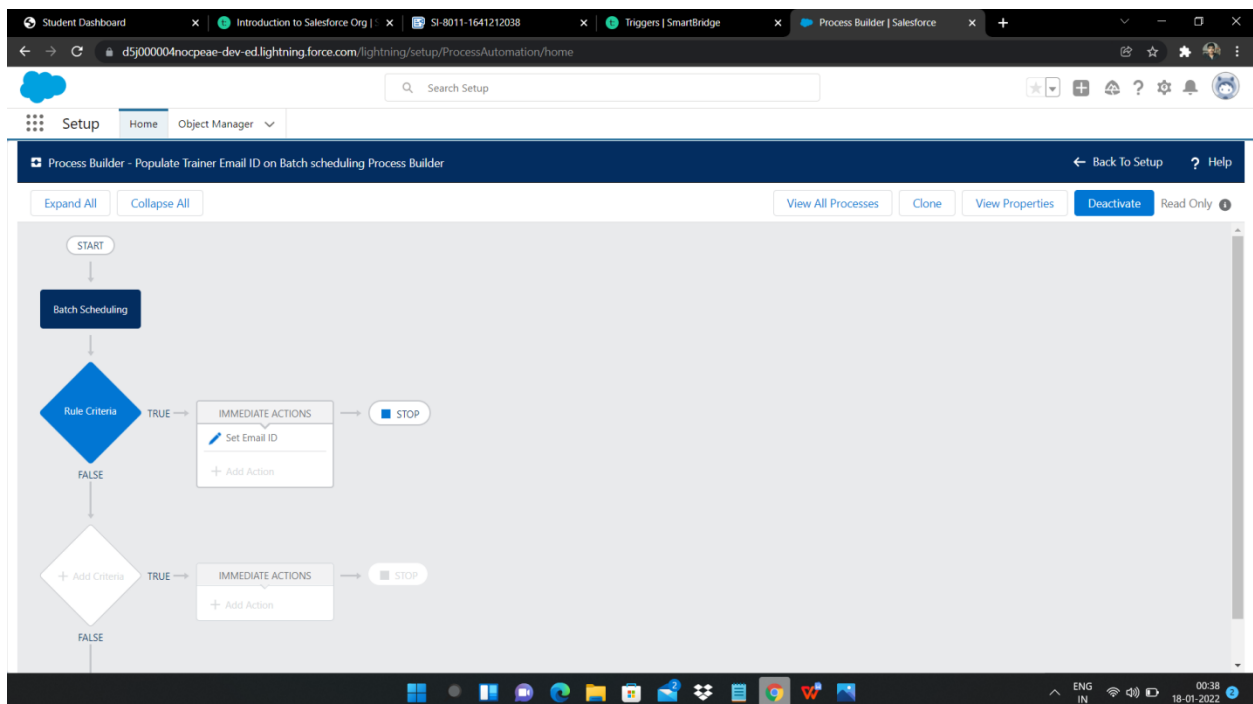 Student Dashboard
Introduction to Salesforce Org | S
SI-8011-1641212038
Triggers | SmartBridge
Process Builder | Salesforce
d5j000004nocpeae-dev-ed.lightning.force.com/lightning/setup/ProcessAutomation/home
Search Setup
Setup Home Object Manager
Process Builder - Populate Trainer Email ID on Batch scheduling Process Builder
Back To Setup ? Help
Expand All Collapse All View All Processes Clone View Properties Deactivate Read Only
START
Batch Scheduling
Rule Criteria TRUE IMMEDIATE ACTIONS STOP
Set Email ID
+ Add Action
FALSE
+ Add Criteria TRUE IMMEDIATE ACTIONS STOP
+ Add Action
FALSE
ENG
IN
00:38
18-01-2022
2
2